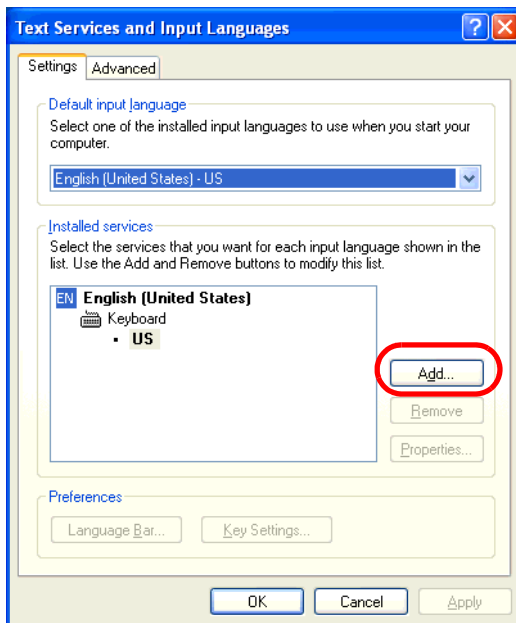 Text Services and Input Languages
Settings Advanced
Default input language
Select one of the installed input languages to use when you start your
computer.
English (United States) - US
Installed services
Select the services that you want for each input language shown in the
list. Use the Add and Remove buttons to modify this list.
EN English (United States)
Keyboard
• US
Add...
Remove
Properties...
Preferences
Language Bar... Key Settings...
OK Cancel Apply